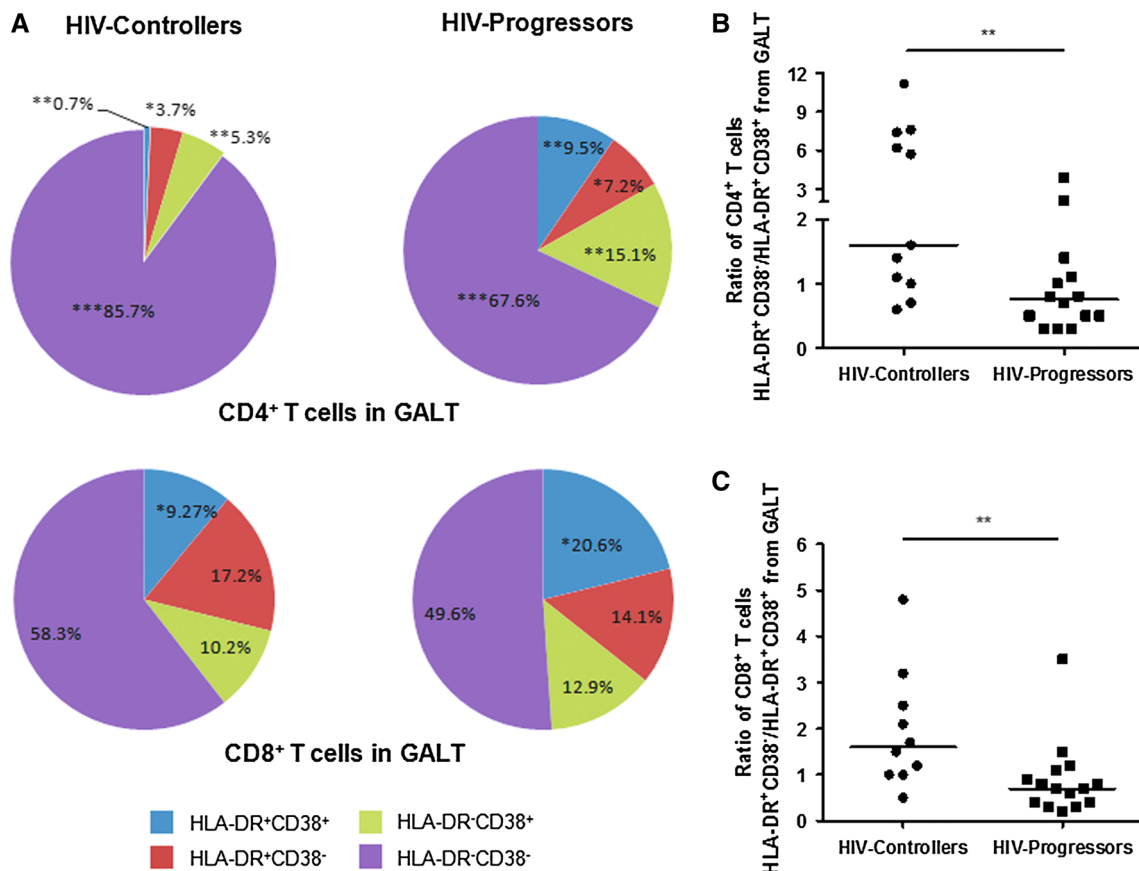 A
HIV-Controllers
HIV-Progressors
**0.7%
*3.7%
**5.3%
***85.7%
**9.5%
*7.2%
**15.1%
***67.6%
CD4⁺ T cells in GALT
*9.27%
17.2%
10.2%
58.3%
*20.6%
14.1%
12.9%
49.6%
CD8⁺ T cells in GALT
HLA-DR⁺CD38⁺
HLA-DR⁻CD38⁺
HLA-DR⁺CD38⁻
HLA-DR⁻CD38⁻
B
**
Ratio of CD4⁺ T cells
HLA-DR⁺CD38⁻/HLA-DR⁺CD38⁺ from GALT
12
9
6
3
2
1
0
HIV-Controllers
HIV-Progressors
C
**
Ratio of CD8⁺ T cells
HLA-DR⁺CD38⁻/HLA-DR⁺CD38⁺ from GALT
6
5
4
3
2
1
0
HIV-Controllers
HIV-Progressors